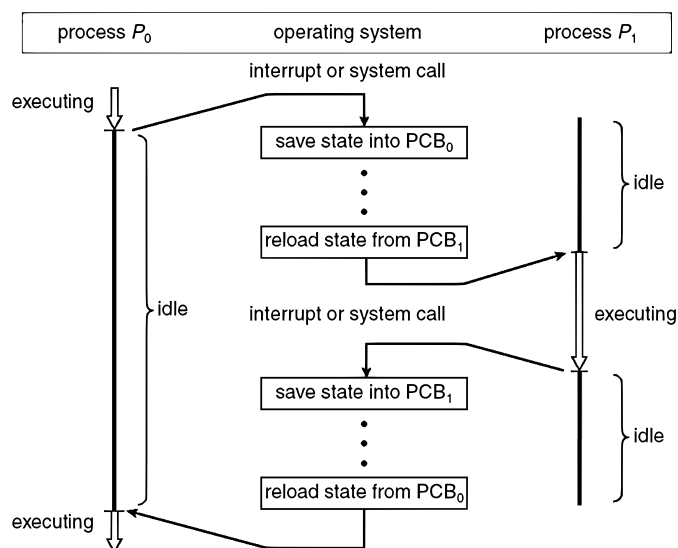 process P₀ operating system process P₁
interrupt or system call
executing
save state into PCB₀
idle
reload state from PCB₁
idle
interrupt or system call
executing
save state into PCB₁
idle
reload state from PCB₀
executing